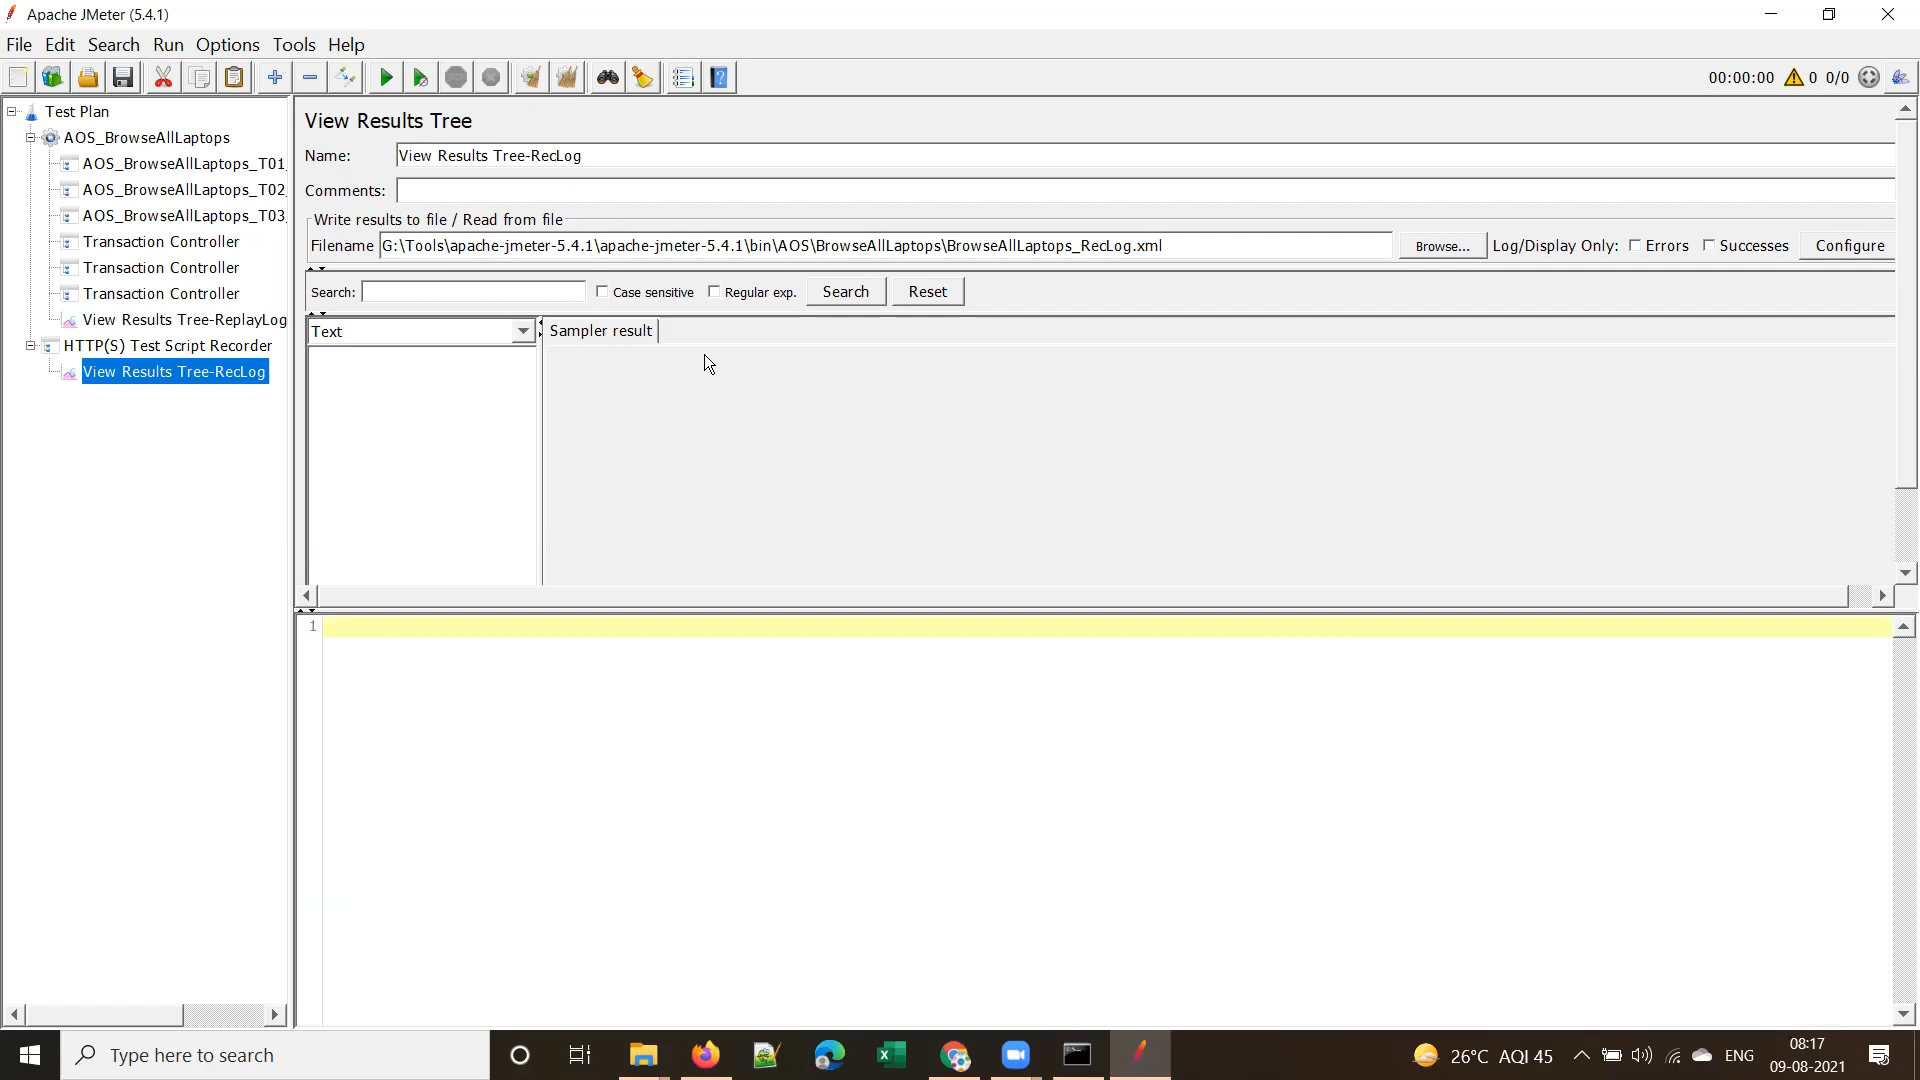 Apache JMeter (5.4.1)
File Edit Search Run Options Tools Help
00:00:00 0 0/0
Test Plan
AOS_BrowseAllLaptops
AOS_BrowseAllLaptops_T01_
AOS_BrowseAllLaptops_T02_
AOS_BrowseAllLaptops_T03_
Transaction Controller
Transaction Controller
Transaction Controller
View Results Tree-ReplayLog
HTTP(S) Test Script Recorder
View Results Tree-RecLog
View Results Tree
Name: View Results Tree-RecLog
Comments:
Write results to file / Read from file
Filename G:\Tools\apache-jmeter-5.4.1\apache-jmeter-5.4.1\bin\AOS\BrowseAllLaptops\BrowseAllLaptops_RecLog.xml Browse... Log/Display Only: Errors Successes Configure
Search: Case sensitive Regular exp. Search Reset
Text Sampler result
1
Type here to search
26°C AQI 45 ENG
08:17
09-08-2021